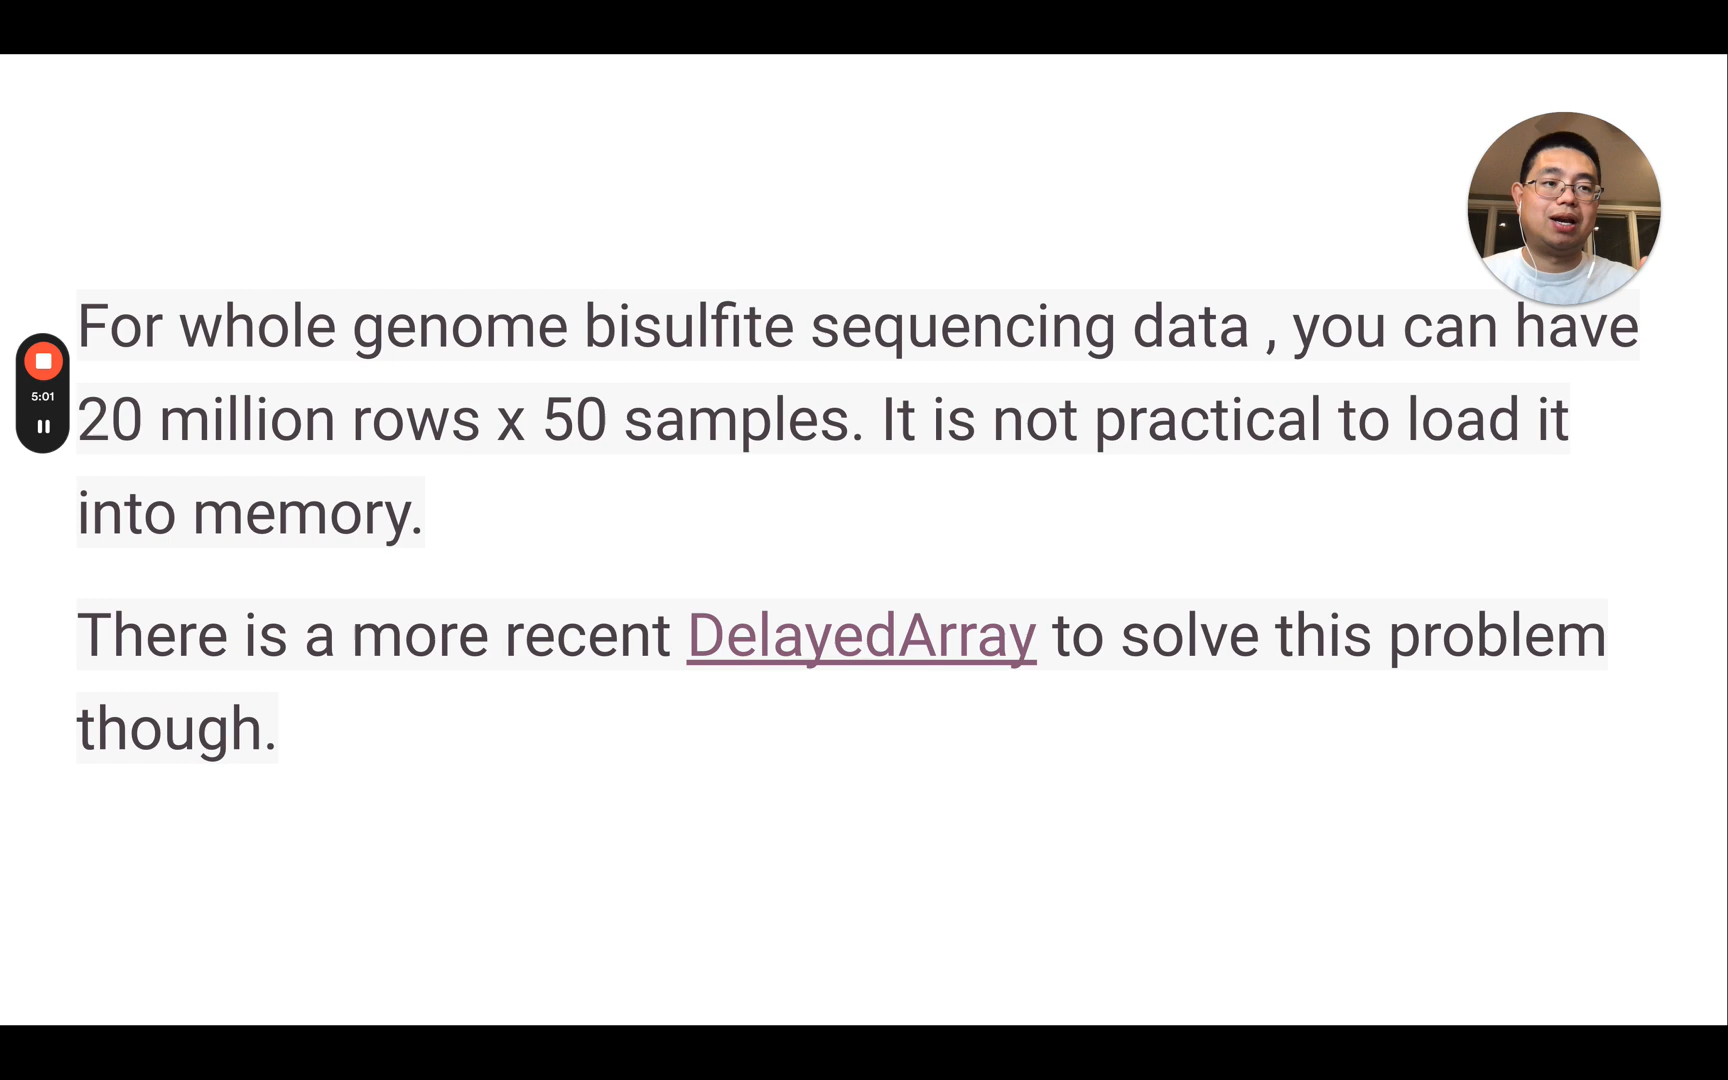 For whole genome bisulfite sequencing data , you can have
20 million rows x 50 samples. It is not practical to load it
into memory.
5:01
There is a more recent DelayedArray to solve this problem
though.